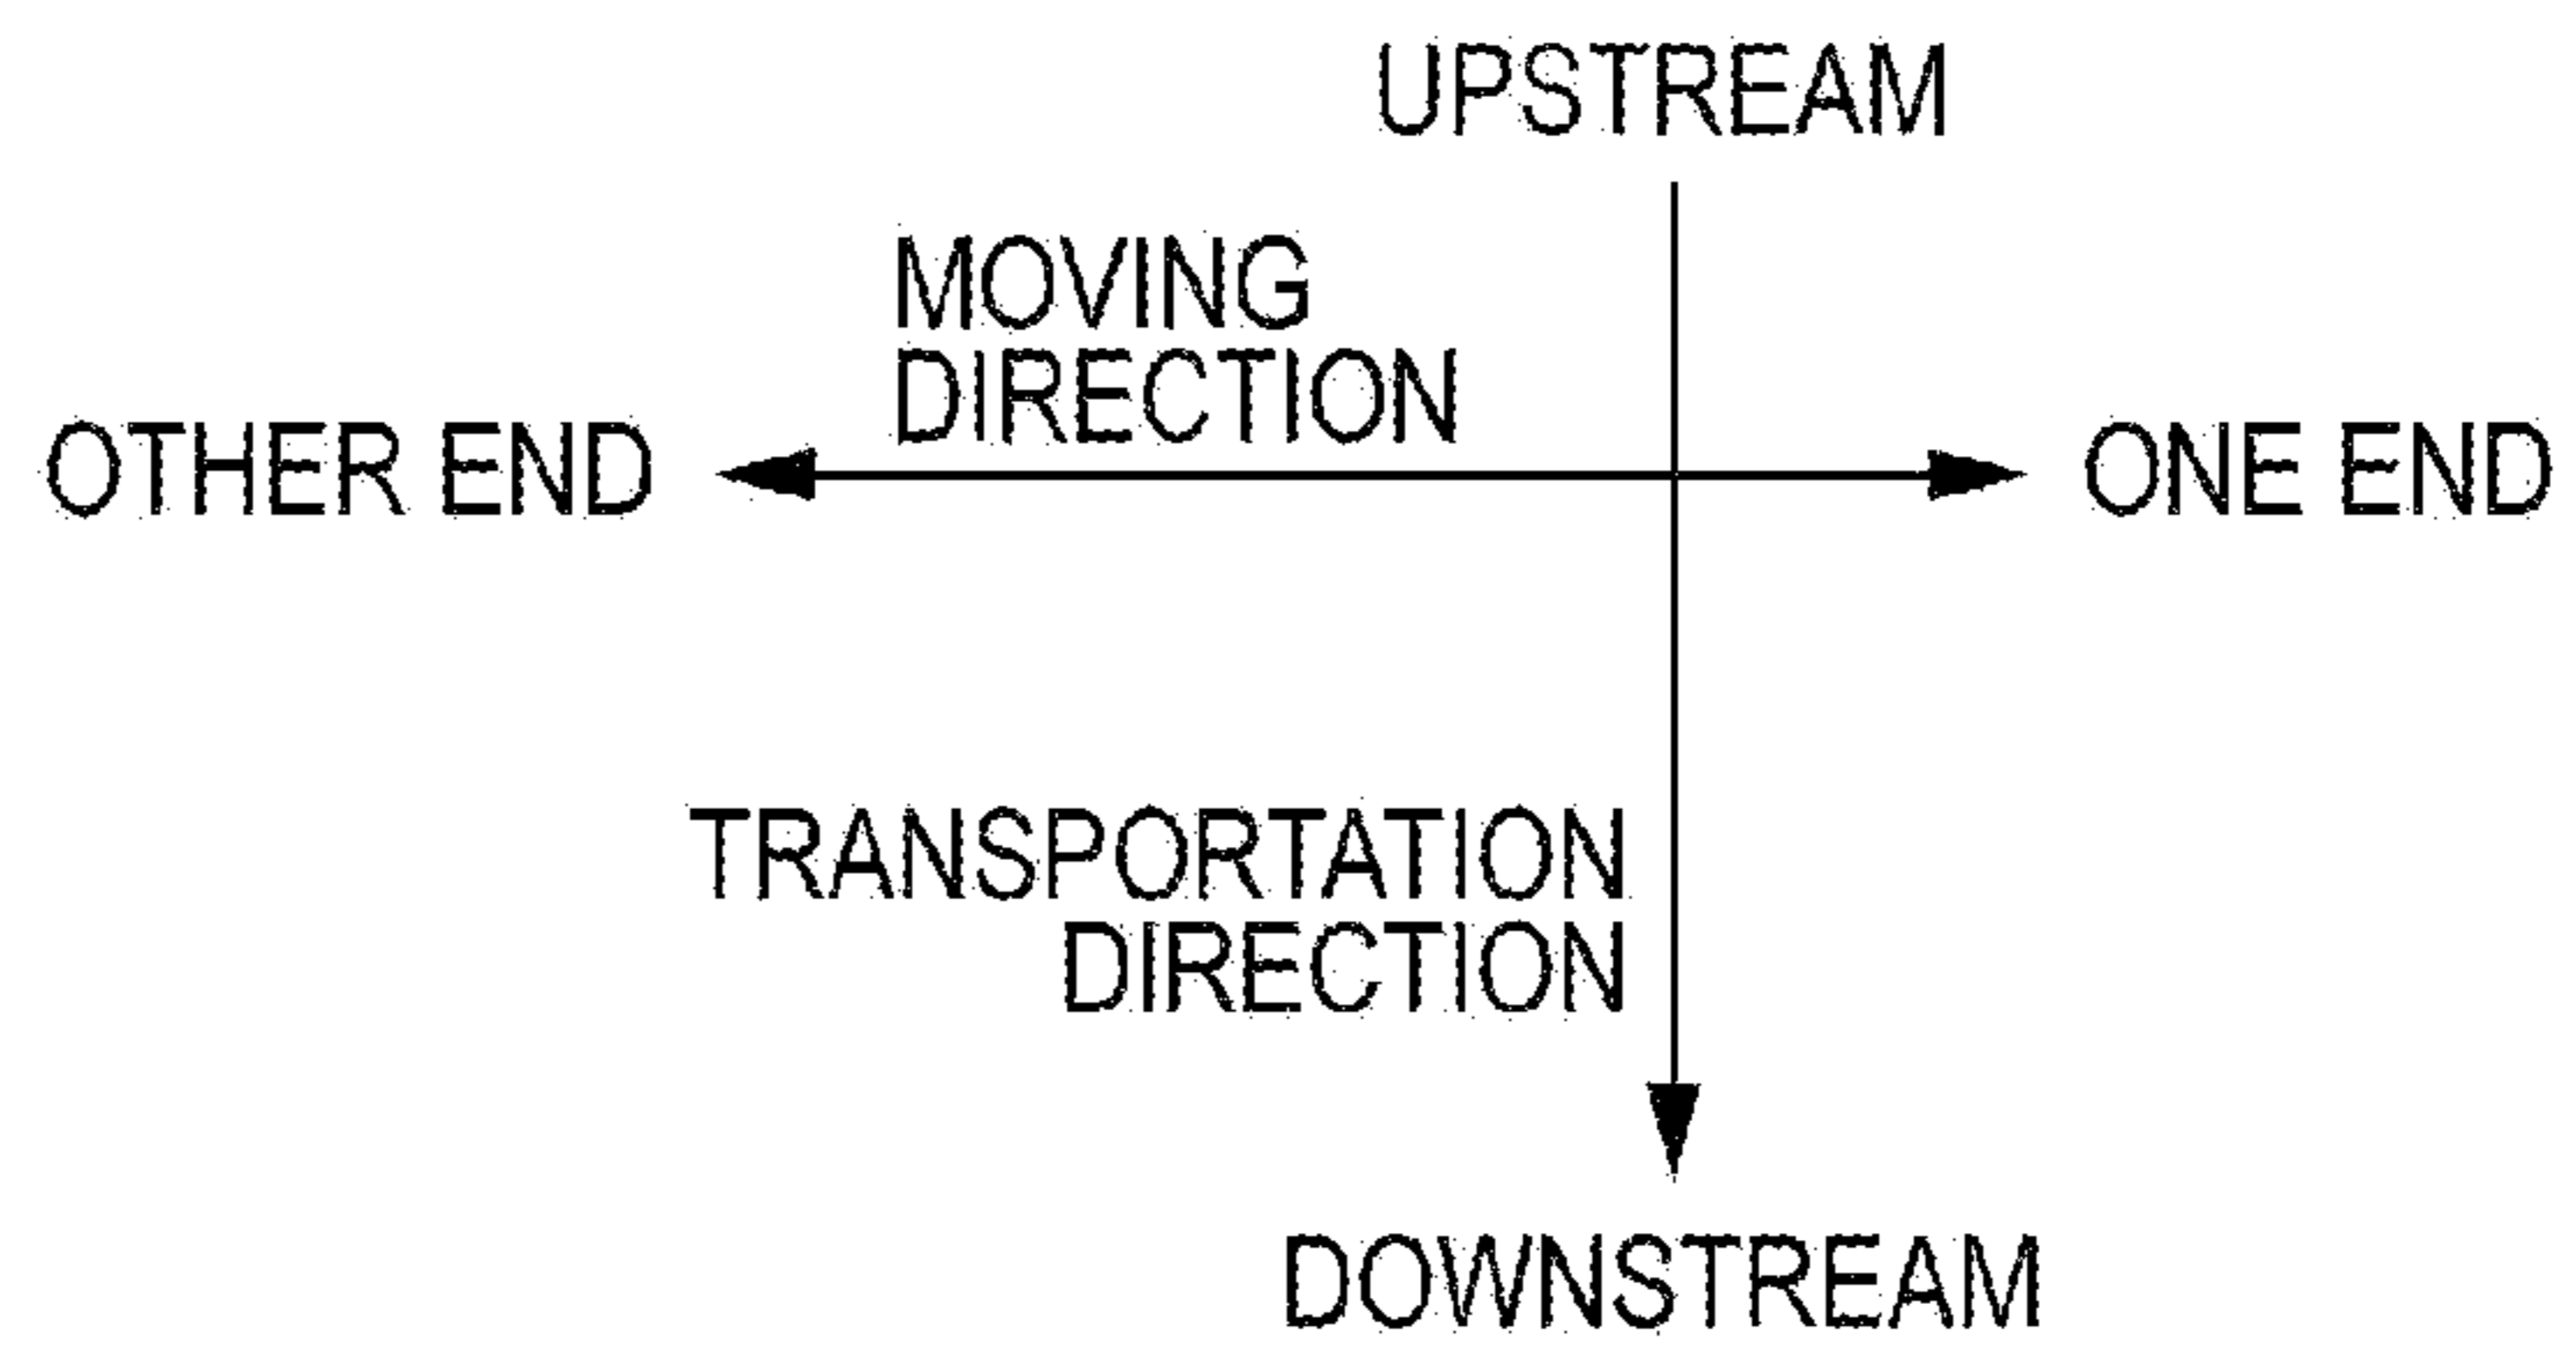 UPSTREAM
MOVING
DIRECTION
OTHER END
ONE END
TRANSPORTATION
DIRECTION
DOWNSTREAM